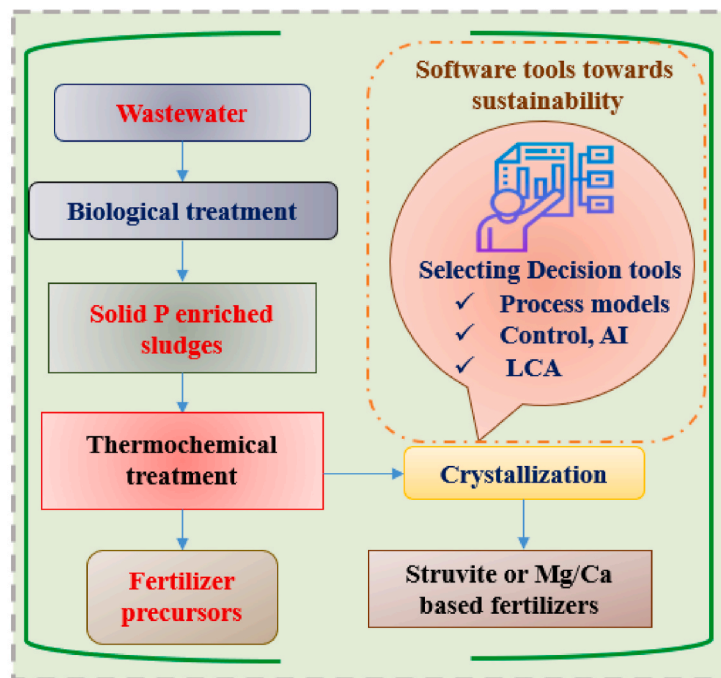 Wastewater
Biological treatment
Solid P enriched
sludges
Thermochemical
treatment
Fertilizer
precursors
Software tools towards
sustainability
Selecting Decision tools
✓ Process models
✓ Control, AI
✓ LCA
Crystallization
Struvite or Mg/Ca
based fertilizers